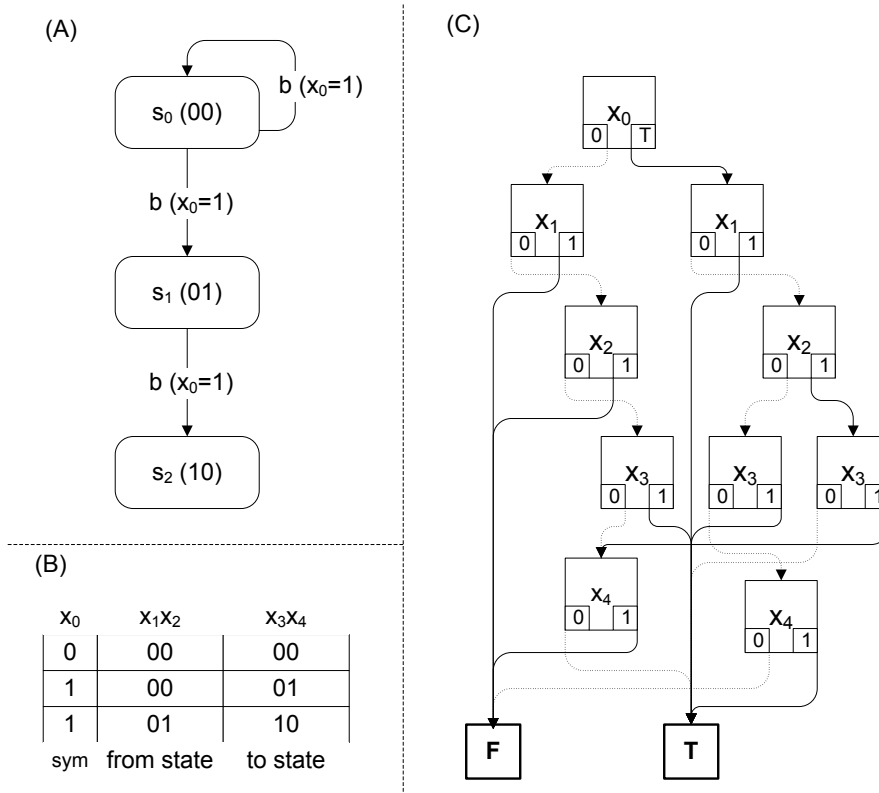 (A)
b (x0=1)
s0 (00)
b (x0=1)
s1 (01)
b (x0=1)
s2 (10)
(B)
x0 x1x2 x3x4
0 00 00
1 00 01
1 01 10
sym from state to state
(C)
x0
0 T
x1 x1
0 1 0 1
x2 x2
0 1 0 1
x3 x3 x3
0 1 0 1 0 1
x4
0 1
x4
0 1
F T